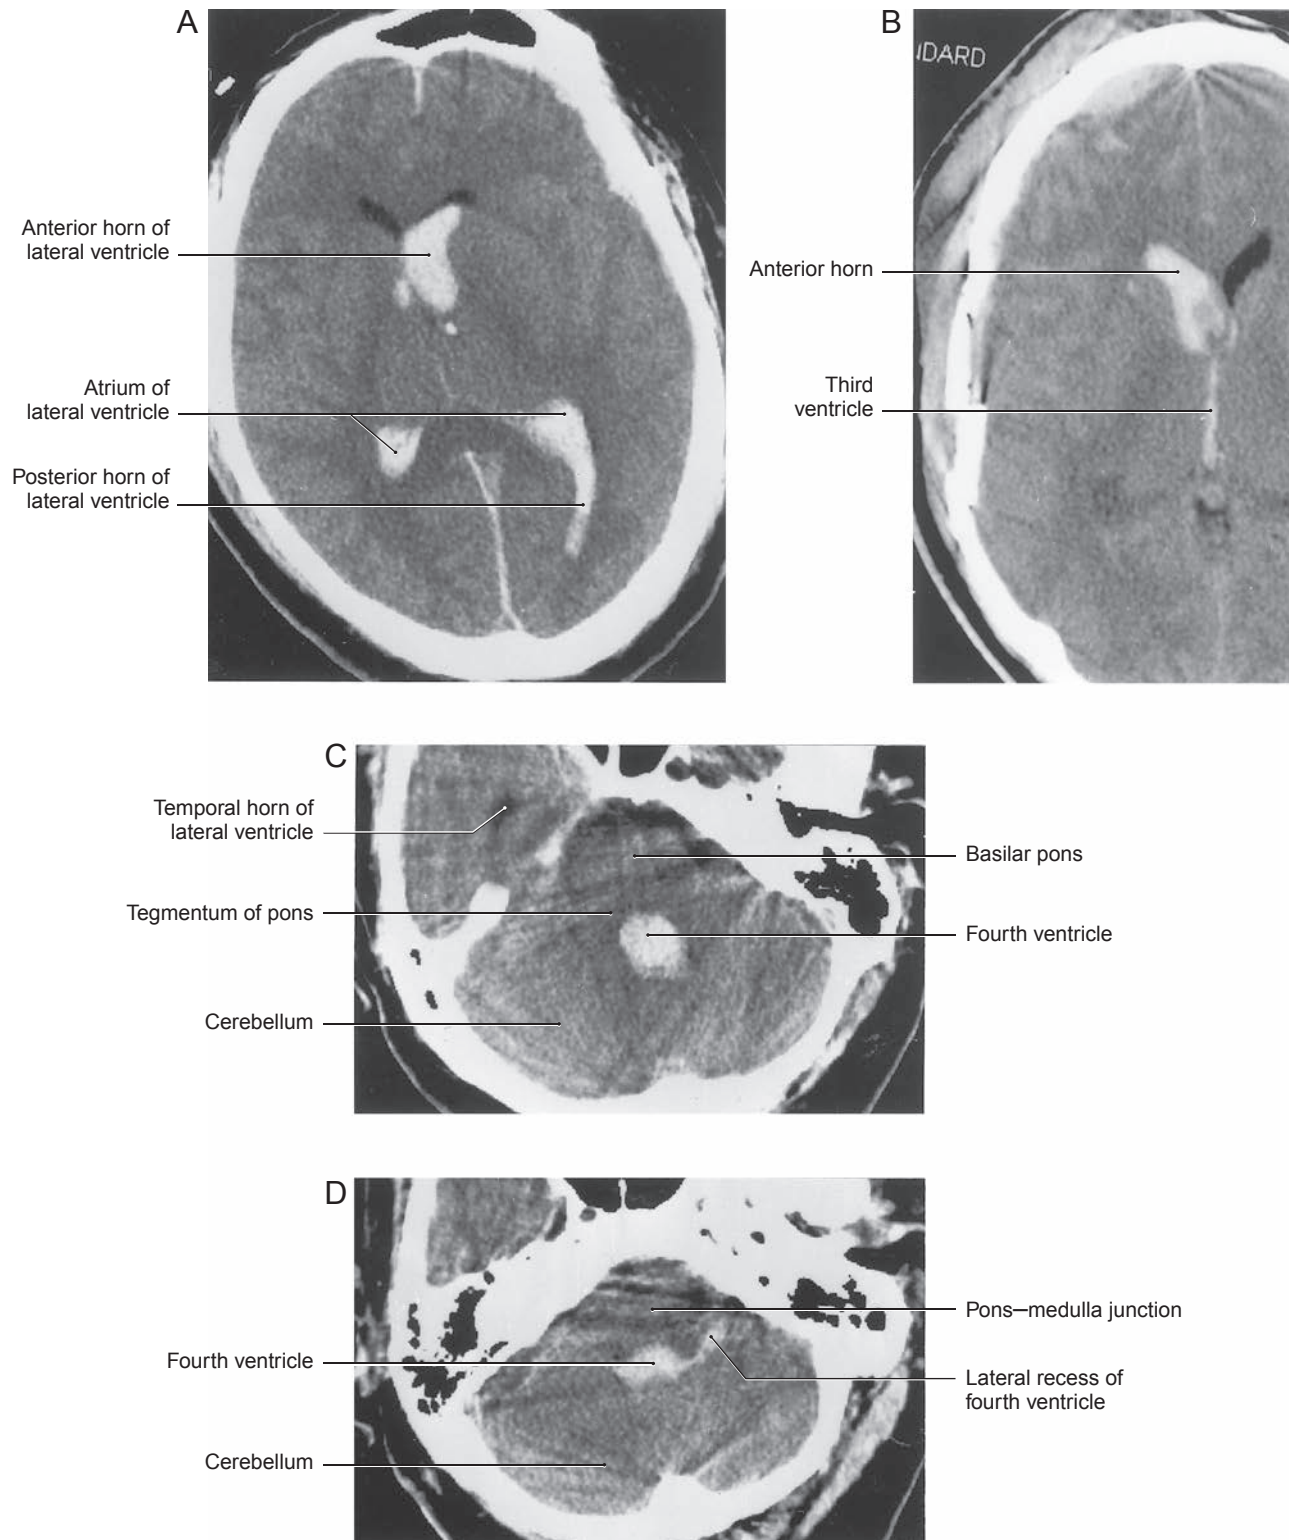 A
B
IDARD
Anterior horn of
lateral ventricle
Anterior horn
Atrium of
lateral ventricle
Third
ventricle
Posterior horn of
lateral ventricle
C
Temporal horn of
lateral ventricle
Basilar pons
Tegmentum of pons
Fourth ventricle
Cerebellum
D
Pons–medulla junction
Fourth ventricle
Lateral recess of
fourth ventricle
Cerebellum